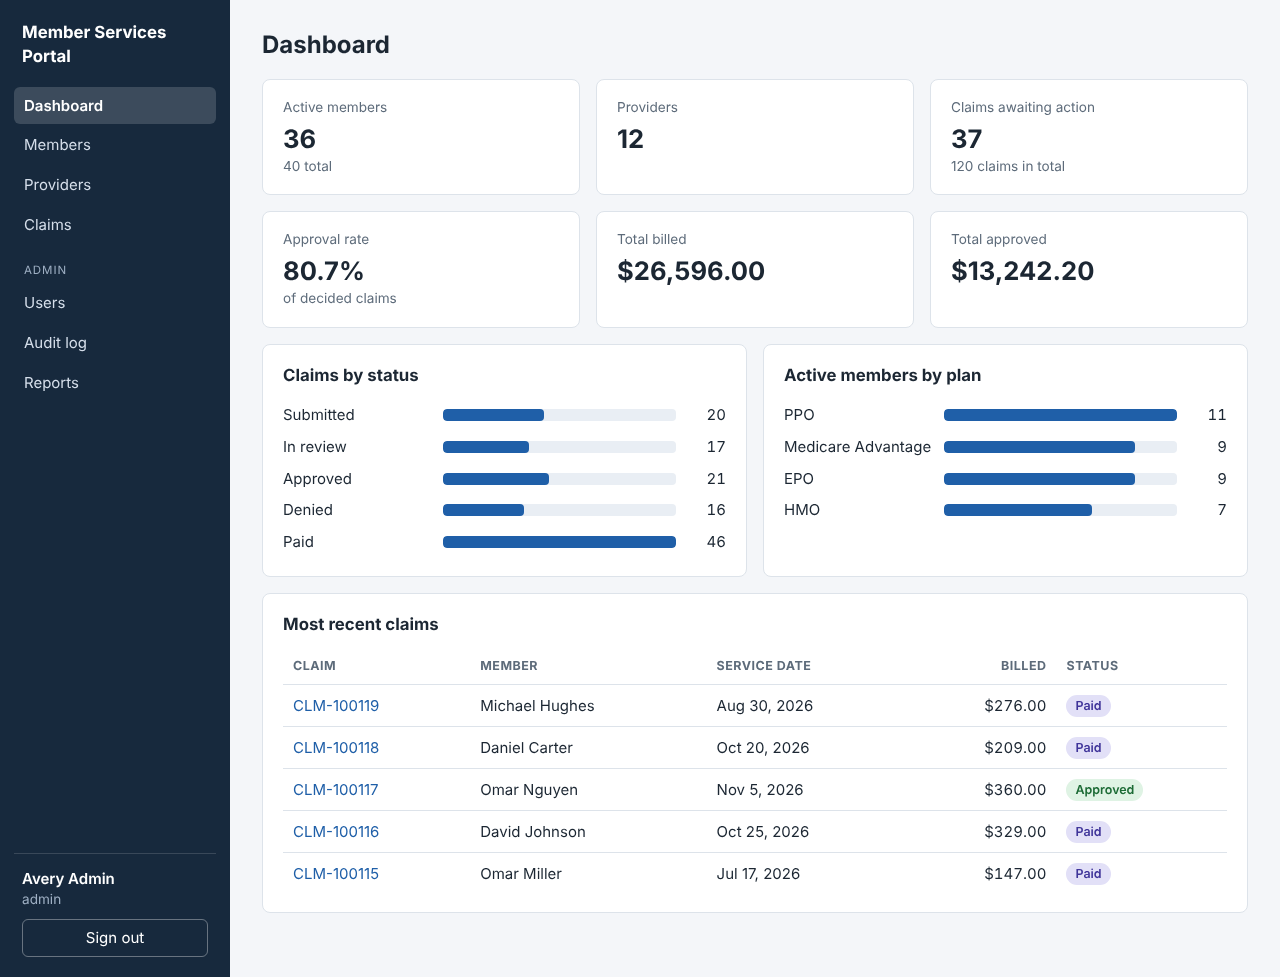 Member Services
Portal
Dashboard
Members
Providers
Claims
ADMIN
Users
Audit log
Reports
Avery Admin
admin
Sign out
Dashboard
Active members
36
40 total
Providers
12
Claims awaiting action
37
120 claims in total
Approval rate
80.7%
of decided claims
Total billed
$26,596.00
Total approved
$13,242.20
Claims by status
Submitted 20
In review 17
Approved 21
Denied 16
Paid 46
Active members by plan
PPO 11
Medicare Advantage 9
EPO 9
HMO 7
Most recent claims
CLAIM MEMBER SERVICE DATE BILLED STATUS
CLM-100119 Michael Hughes Aug 30, 2026 $276.00 Paid
CLM-100118 Daniel Carter Oct 20, 2026 $209.00 Paid
CLM-100117 Omar Nguyen Nov 5, 2026 $360.00 Approved
CLM-100116 David Johnson Oct 25, 2026 $329.00 Paid
CLM-100115 Omar Miller Jul 17, 2026 $147.00 Paid